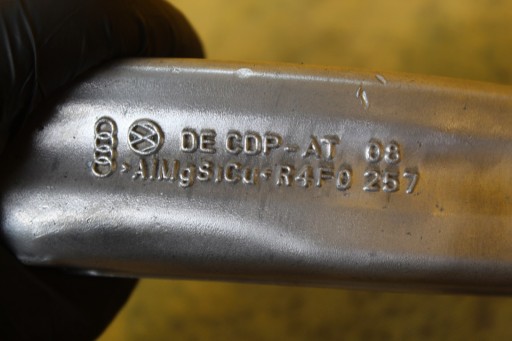 DE CDP-AT 08
>AlMgSiCu< R4F0 257